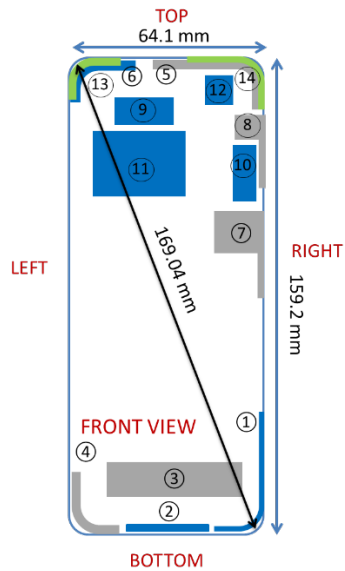 TOP
64.1 mm
6
5
13
14
12
9
8
11
10
7
169.04 mm
LEFT
RIGHT
159.2 mm
1
FRONT VIEW
4
3
2
BOTTOM